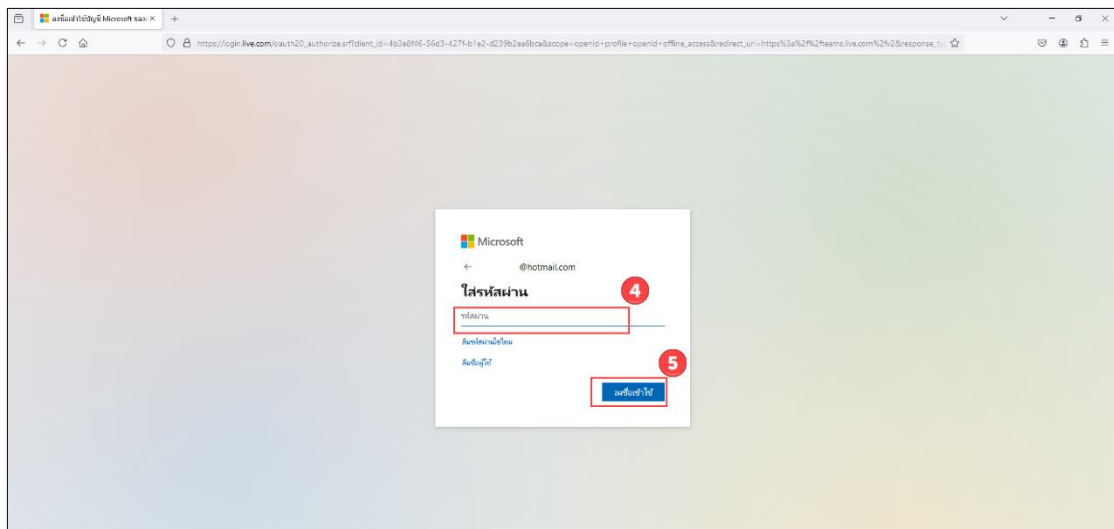 ลงชื่อเข้าใช้บัญชี Microsoft ของ
https://login.live.com/oauth20_authorize.srf?client_id=4b3e8f46-56d3-427f-b1e2-d239b2ea6bca&scope=openid+profile+openid+offline_access&redirect_uri=https%3a%2f%2fteams.live.com%2fv2&response_ty
Microsoft
@hotmail.com
ใส่รหัสผ่าน
4
รหัสผ่าน
ลืมรหัสผ่านใช่ไหม
ลืมชื่อผู้ใช้
5
ลงชื่อเข้าใช้